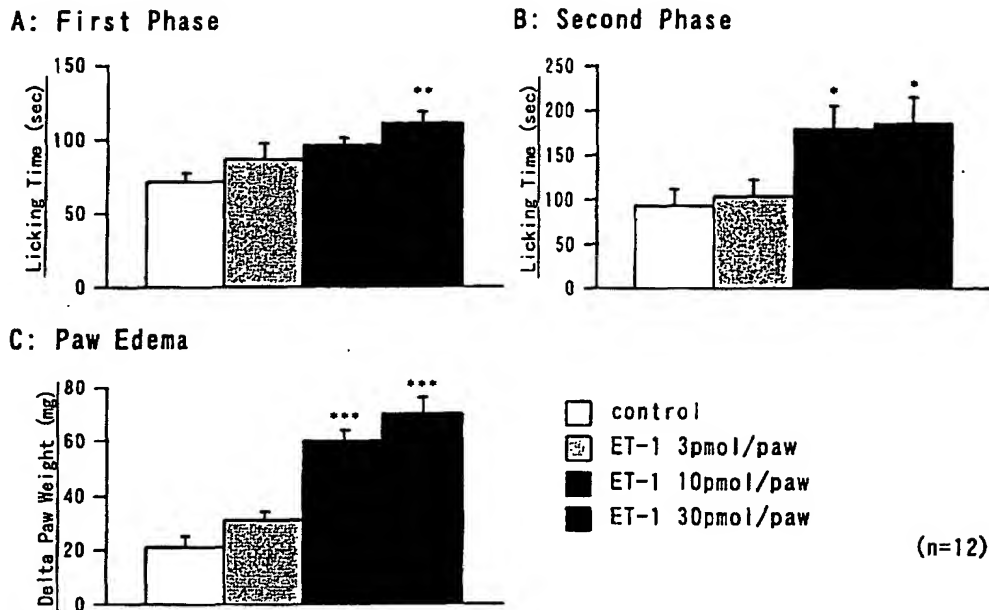 A: First Phase
Licking Time (sec)
150
100
50
0
**
B: Second Phase
Licking Time (sec)
250
200
150
100
50
0
*
*
C: Paw Edema
Delta Paw Weight (mg)
80
60
40
20
0
***
***
control
ET-1 3pmol/paw
ET-1 10pmol/paw
ET-1 30pmol/paw
(n=12)